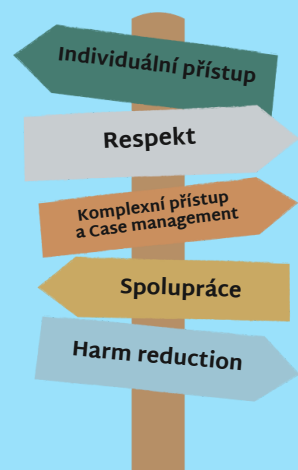 Individuální přístup
Respekt
Komplexní přístup
a Case management
Spolupráce
Harm reduction